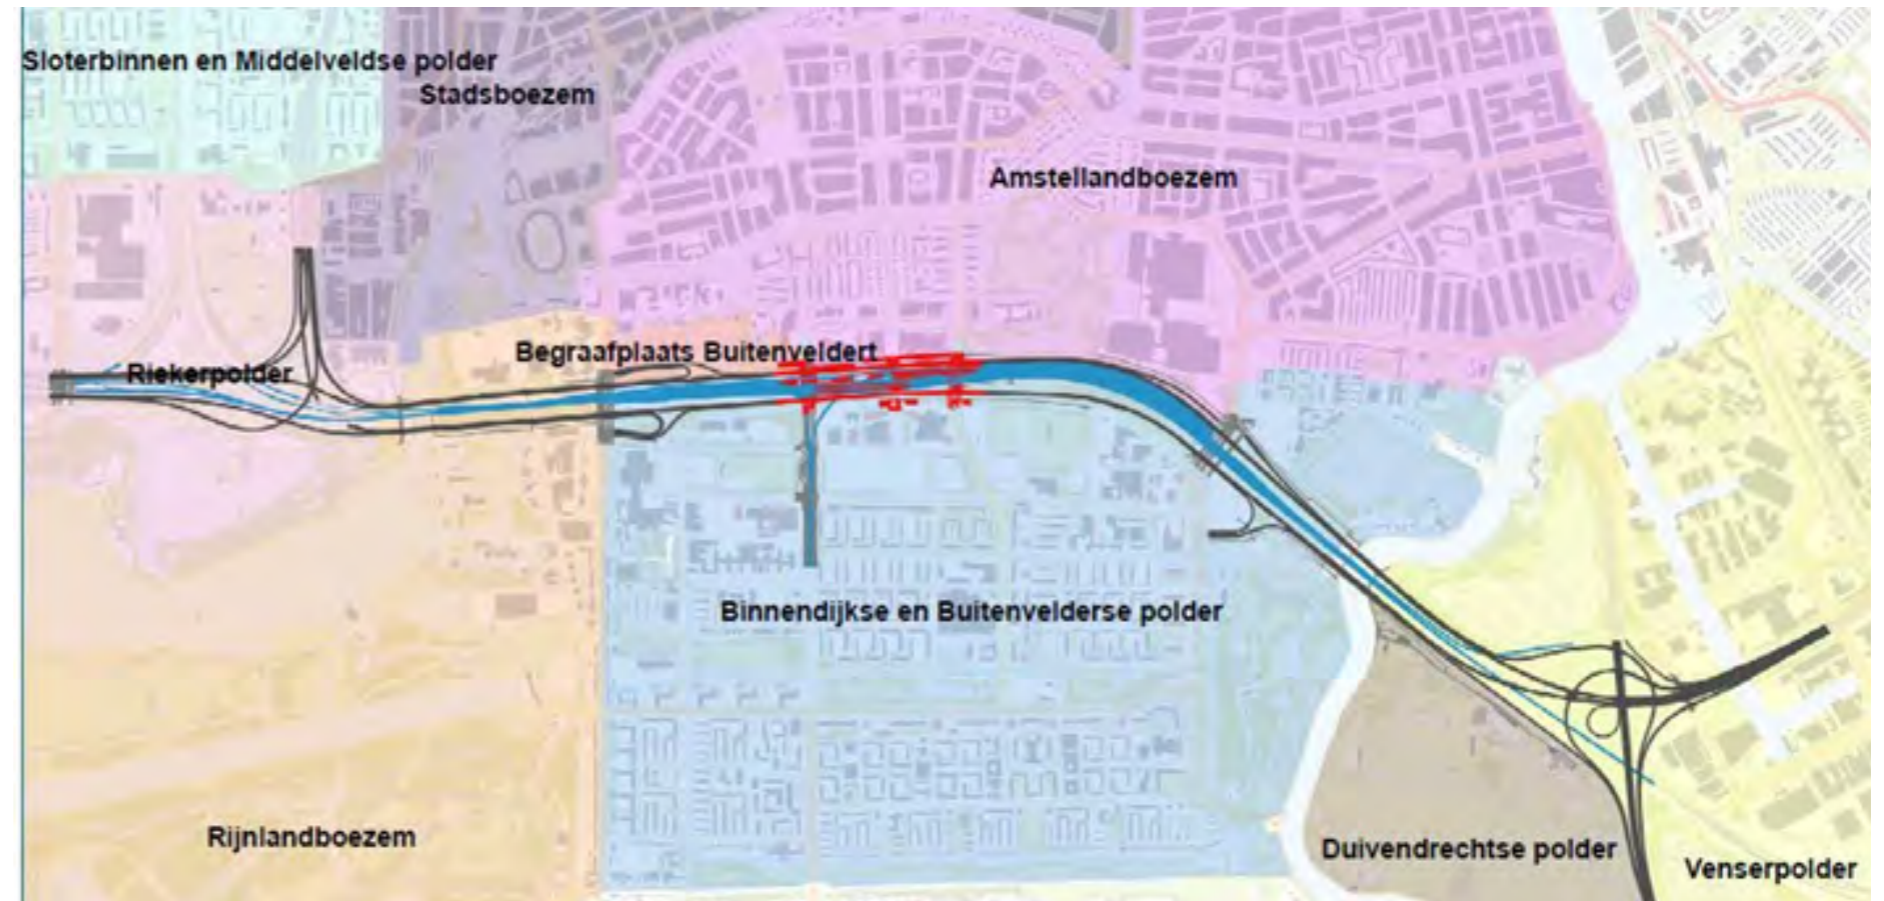 Sloterbinnen en Middelveldse polder
Stadsboezem
Amstellandboezem
Begraafplaats Buitenveldert
Riekerpolder
Binnendijkse en Buitenvelderse polder
Rijnlandboezem
Duivendrechtse polder
Venserpolder